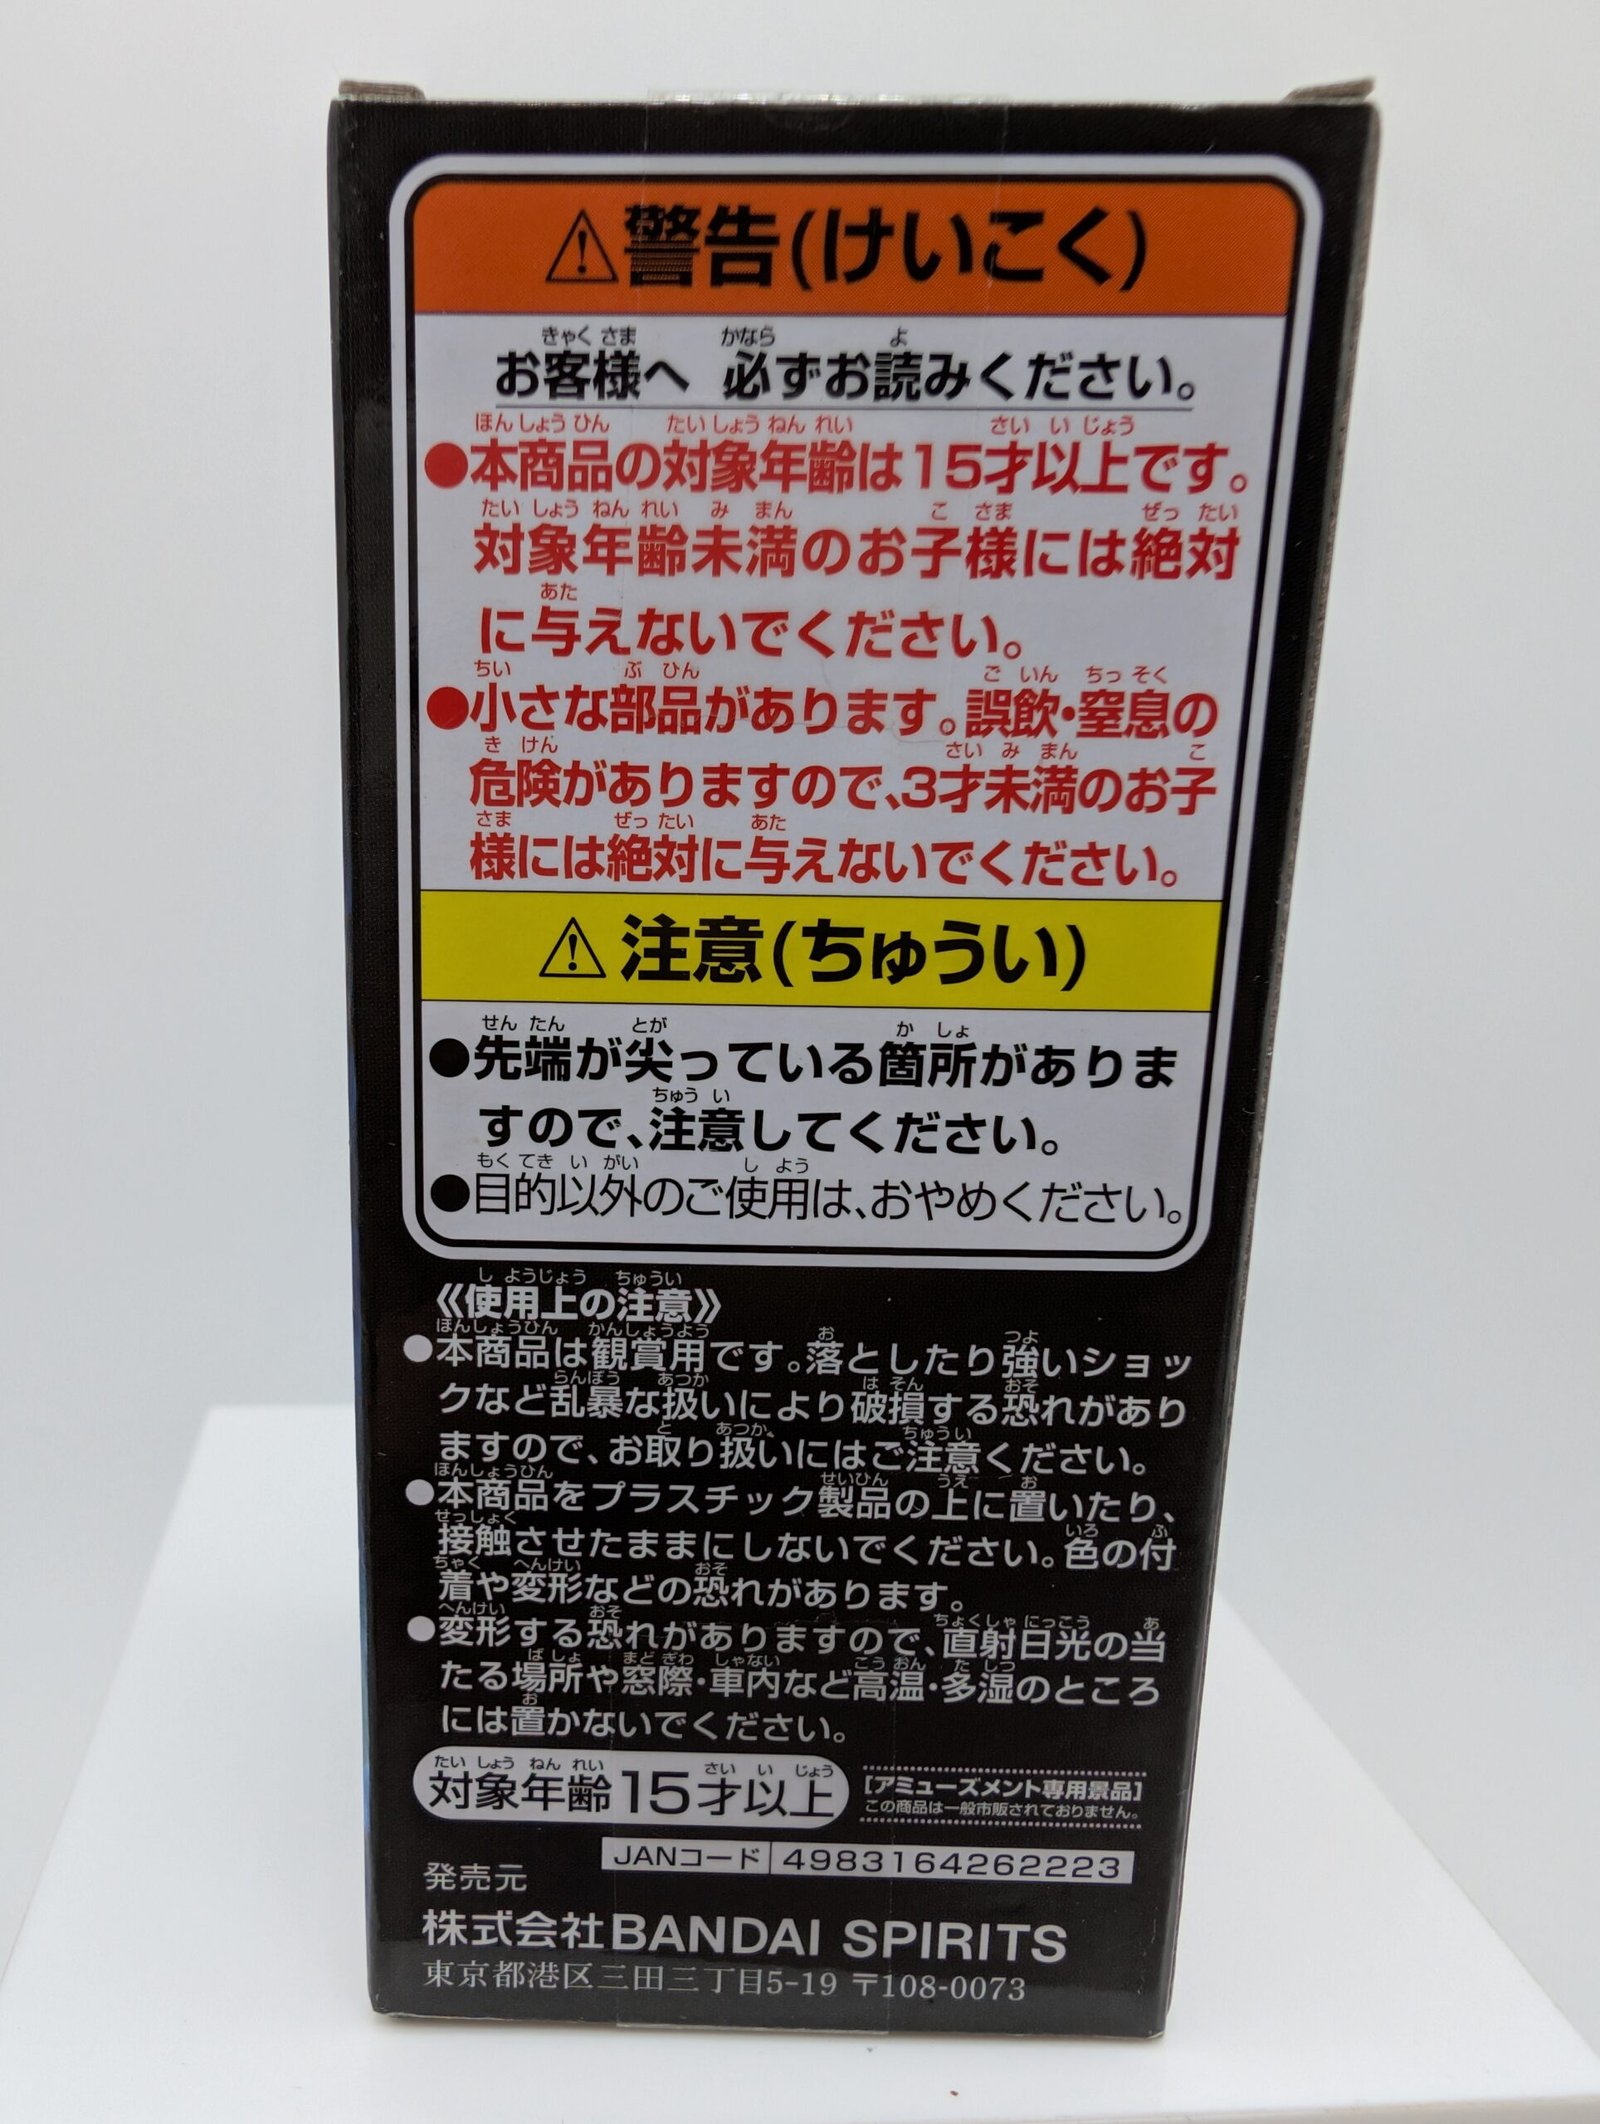 ⚠警告(けいこく)
お客様へ 必ずお読みください。
●本商品の対象年齢は15才以上です。
対象年齢未満のお子様には絶対
に与えないでください。
●小さな部品があります。誤飲・窒息の
危険がありますので、3才未満のお子
様には絶対に与えないでください。
⚠注意(ちゅうい)
●先端が尖っている箇所がありま
すので、注意してください。
●目的以外のご使用は、おやめください。
《使用上の注意》
●本商品は観賞用です。落としたり強いショッ
クなど乱暴な扱いにより破損する恐れがあり
ますので、お取り扱いにはご注意ください。
●本商品をプラスチック製品の上に置いたり、
接触させたままにしないでください。色の付
着や変形などの恐れがあります。
●変形する恐れがありますので、直射日光の当
たる場所や窓際・車内など高温・多湿のところ
には置かないでください。
対象年齢15才以上
[アミューズメント専用景品]
この商品は一般市販されておりません。
JANコード 4983164262223
発売元
株式会社BANDAI SPIRITS
東京都港区三田三丁目5-19 〒108-0073